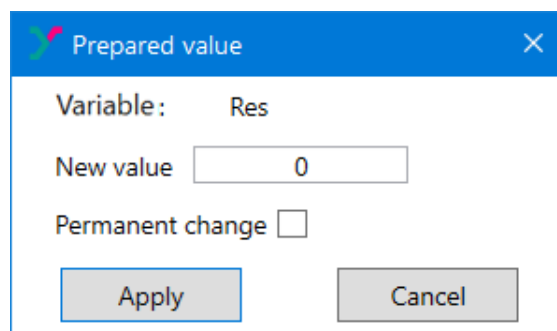 Prepared value
Variable: Res
New value 0
Permanent change
Apply Cancel